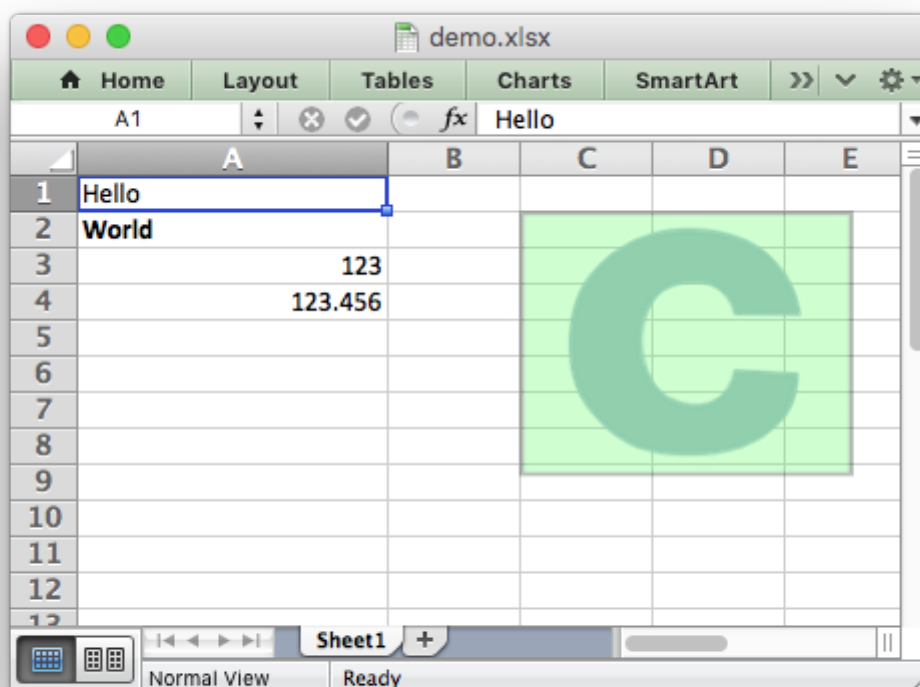 demo.xlsx
Home Layout Tables Charts SmartArt
A1 fx Hello
A B C D E
1 Hello
2 World
3 123
4 123.456
5
6
7
8
9
10
11
12
13
C
Sheet1 +
Normal View Ready